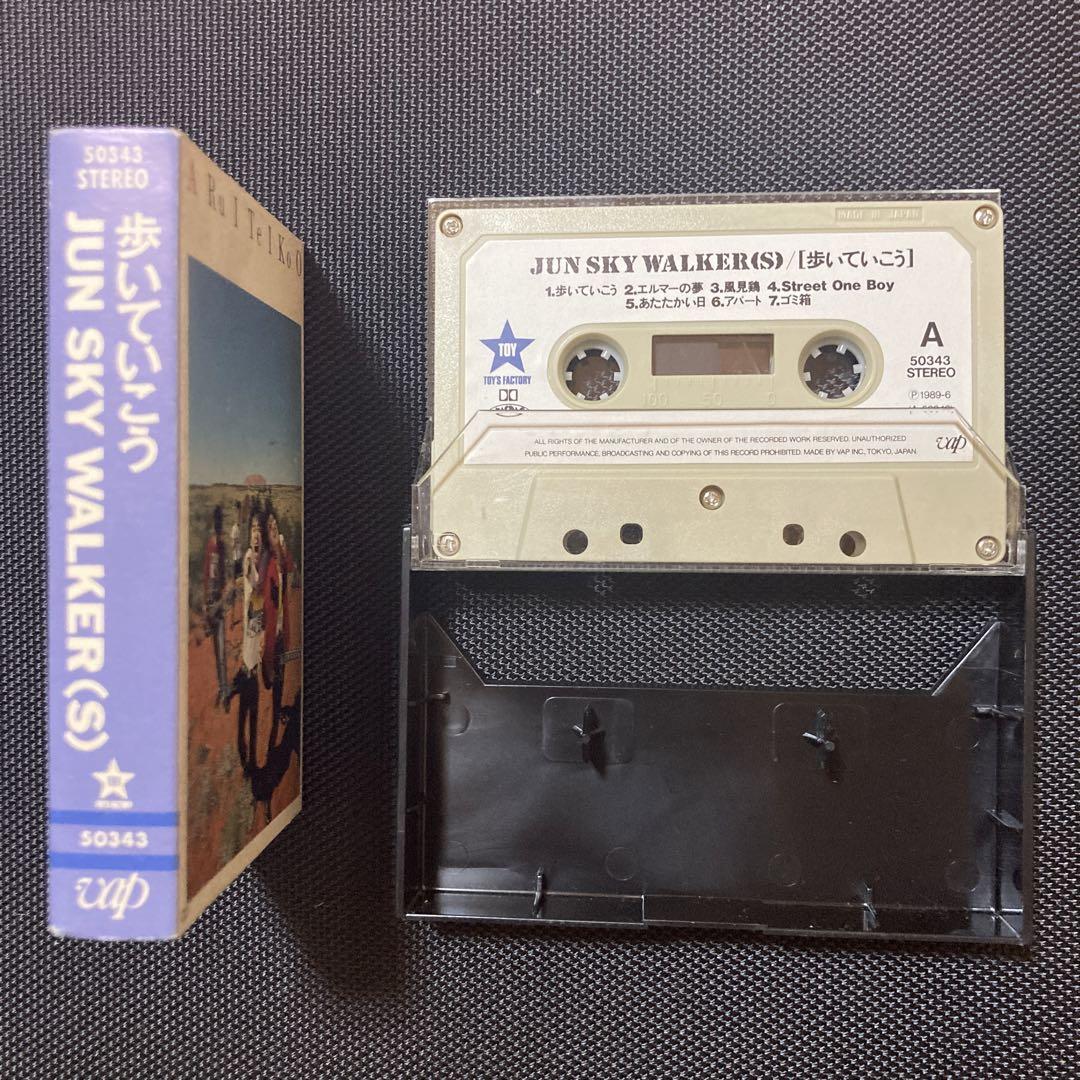 50343
STEREO
歩いていこう
JUN SKY WALKER(S)
50343
vap
A Ru I Te I Ko O
MADE IN JAPAN
JUN SKY WALKER(S)/[歩いていこう]
1.歩いていこう 2.エルマーの夢 3.風見鶏 4.Street One Boy
5.あたたかい日 6.アパート 7.ゴミ箱
TOY
TOY'S FACTORY
A
50343
STEREO
Ⓟ1989-6
100 50 0
ALL RIGHTS OF THE MANUFACTURER AND OF THE OWNER OF THE RECORDED WORK RESERVED. UNAUTHORIZED
PUBLIC PERFORMANCE, BROADCASTING AND COPYING OF THIS RECORD PROHIBITED. MADE BY VAP INC., TOKYO, JAPAN.
vap